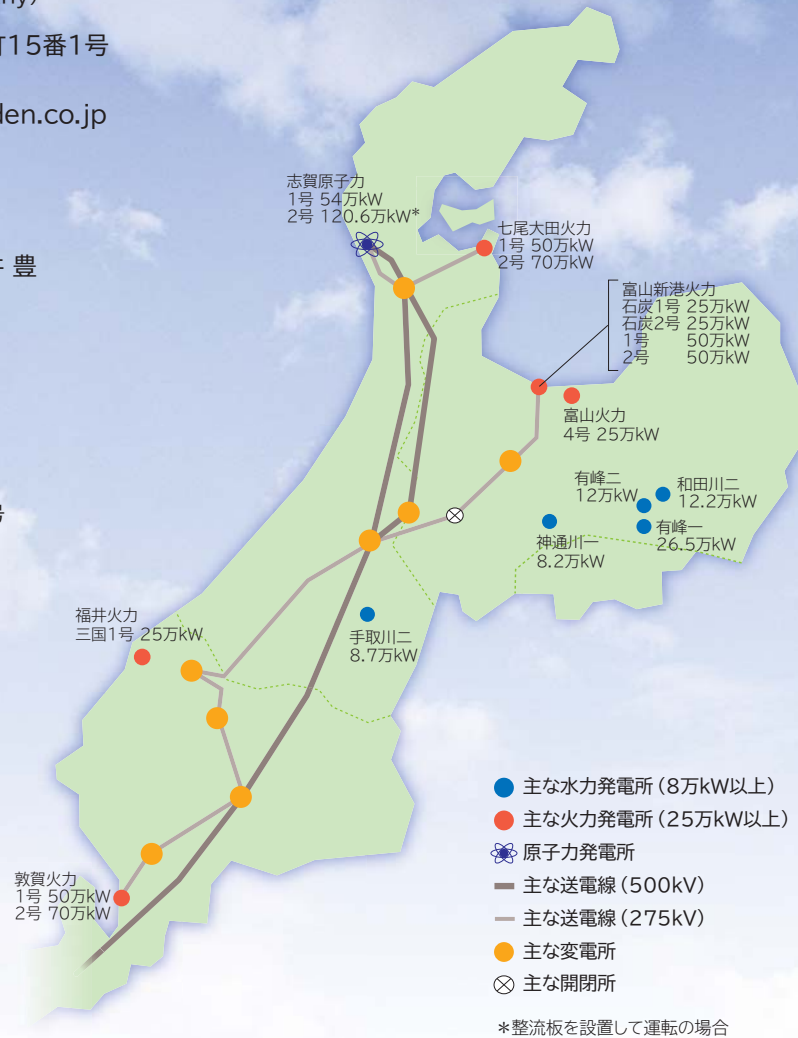 15番1号
den.co.jp
豊
志賀原子力
1号 54万kW
2号 120.6万kW*
七尾大田火力
1号 50万kW
2号 70万kW
富山新港火力
石炭1号 25万kW
石炭2号 25万kW
1号 50万kW
2号 50万kW
富山火力
4号 25万kW
有峰二
12万kW
和田川二
12.2万kW
有峰一
26.5万kW
神通川一
8.2万kW
手取川二
8.7万kW
福井火力
三国1号 25万kW
敦賀火力
1号 50万kW
2号 70万kW
主な水力発電所(8万kW以上)
主な火力発電所(25万kW以上)
原子力発電所
主な送電線(500kV)
主な送電線(275kV)
主な変電所
主な開閉所
*整流板を設置して運転の場合